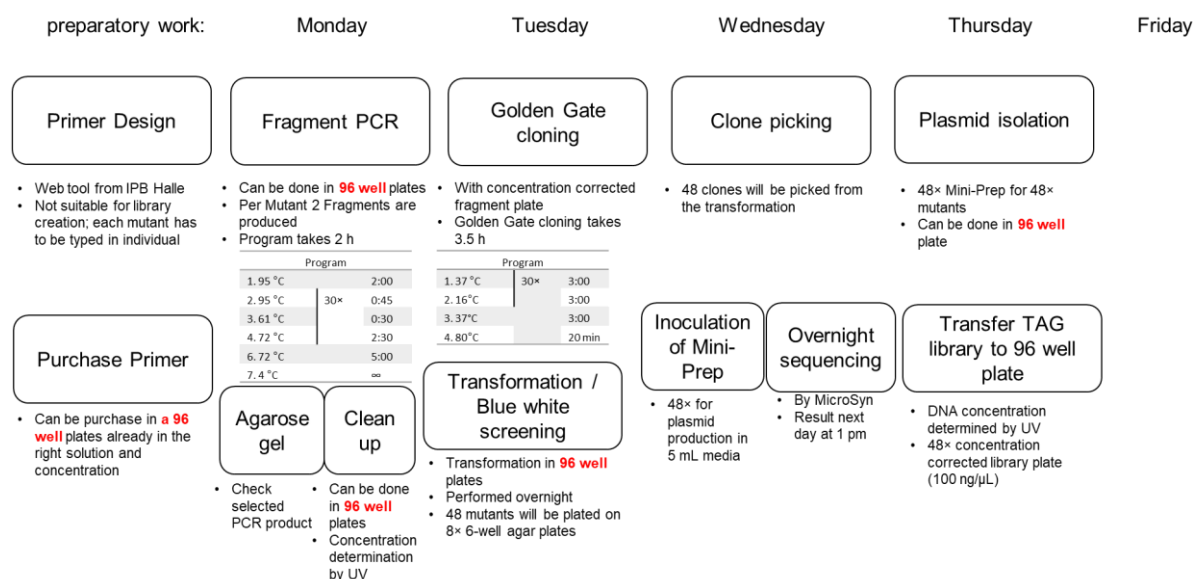 preparatory work:
Monday
Tuesday
Wednesday
Thursday
Friday
Primer Design
• Web tool from IPB Halle
• Not suitable for library
creation; each mutant has
to be typed in individual
Purchase Primer
• Can be purchase in a 96
well plates already in the
right solution and
concentration
Fragment PCR
• Can be done in 96 well plates
• Per Mutant 2 Fragments are
produced
• Program takes 2 h
Program
1. 95 °C 2:00
2. 95 °C 30× 0:45
3. 61 °C 0:30
4. 72 °C 2:30
6. 72 °C 5:00
7. 4 °C ∞
Agarose
gel
• Check
selected
PCR product
Clean
up
• Can be done
in 96 well
plates
• Concentration
determination
by UV
Golden Gate
cloning
• With concentration corrected
fragment plate
• Golden Gate cloning takes
3.5 h
Program
1. 37 °C 30× 3:00
2. 16°C 3:00
3. 37°C 3:00
4. 80°C 20 min
Transformation /
Blue white
screening
• Transformation in 96 well
plates
• Performed overnight
• 48 mutants will be plated on
8× 6-well agar plates
Clone picking
• 48 clones will be picked from
the transformation
Inoculation
of Mini-
Prep
• 48× for
plasmid
production in
5 mL media
Overnight
sequencing
• By MicroSyn
• Result next
day at 1 pm
Plasmid isolation
• 48× Mini-Prep for 48×
mutants
• Can be done in 96 well
plate
Transfer TAG
library to 96 well
plate
• DNA concentration
determined by UV
• 48× concentration
corrected library plate
(100 ng/µL)